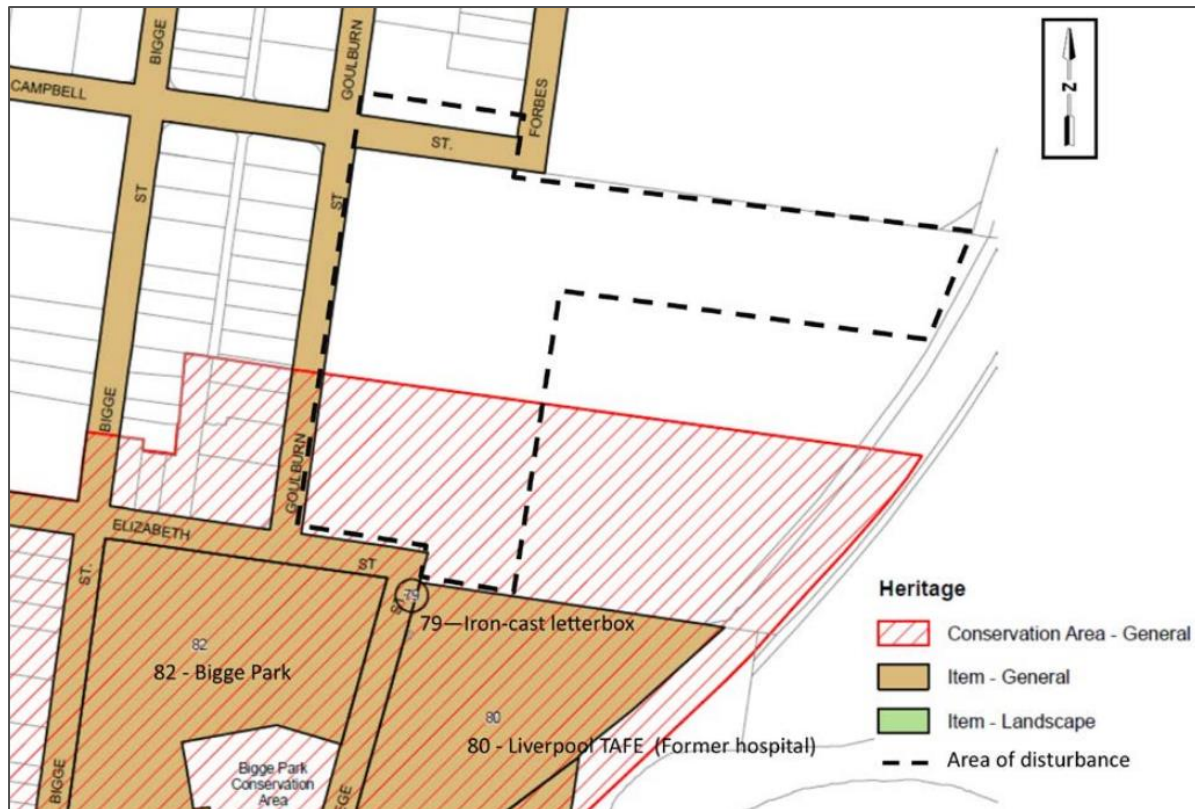 BIGGE
GOULBURN
FORBES
CAMPBELL
ST.
ST
ST
N
BIGGE
GOULBURN
ELIZABETH
ST
ST.
ST.
79
79—Iron-cast letterbox
82
82 - Bigge Park
80
80 - Liverpool TAFE (Former hospital)
Bigge Park
Conservation
Area
BIGGE
GE
Heritage
Conservation Area - General
Item - General
Item - Landscape
Area of disturbance